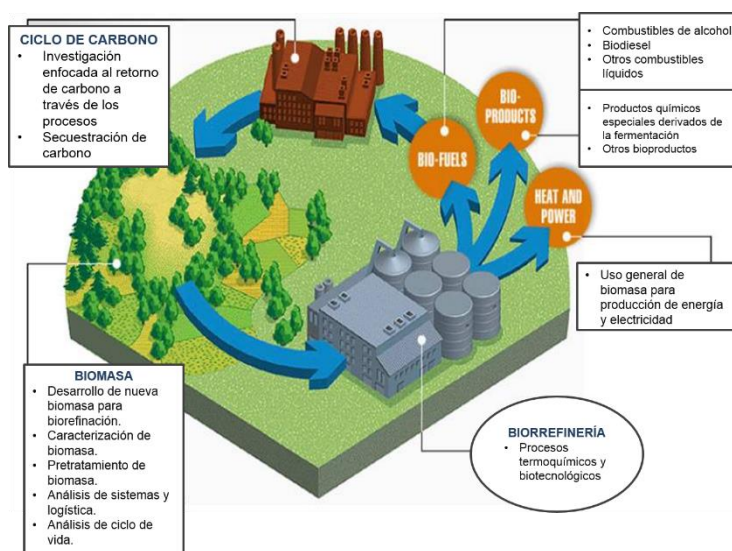 CICLO DE CARBONO
• Investigación
enfocada al retorno
de carbono a
través de los
procesos
• Secuestración de
carbono
• Combustibles de alcohol
• Biodiesel
• Otros combustibles
líquidos
• Productos químicos
especiales derivados de
la fermentación
• Otros bioproductos
BIO-
PRODUCTS
BIO-FUELS
HEAT AND
POWER
• Uso general de
biomasa para
producción de energía
y electricidad
BIOMASA
• Desarrollo de nueva
biomasa para
biorefinación.
• Caracterización de
biomasa.
• Pretratamiento de
biomasa.
• Análisis de sistemas y
logística.
• Análisis de ciclo de
vida.
BIORREFINERÍA
• Procesos
termoquímicos y
biotecnológicos